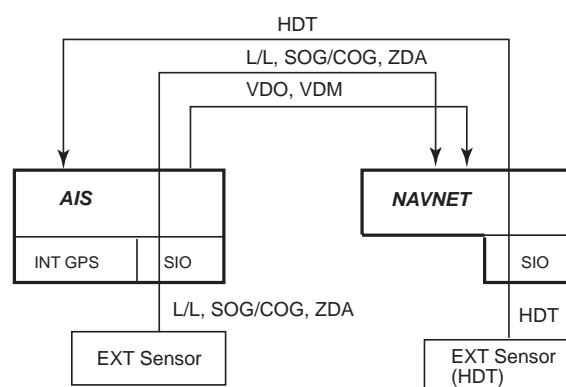 HDT
L/L, SOG/COG, ZDA
VDO, VDM
AIS
NAVNET
INT GPS
SIO
SIO
L/L, SOG/COG, ZDA
HDT
EXT Sensor
EXT Sensor
(HDT)